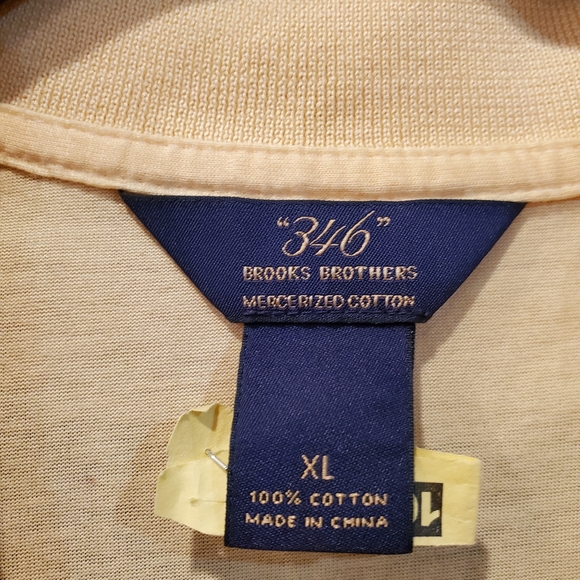 "346"
BROOKS BROTHERS
MERCERIZED COTTON
XL
100% COTTON
MADE IN CHINA